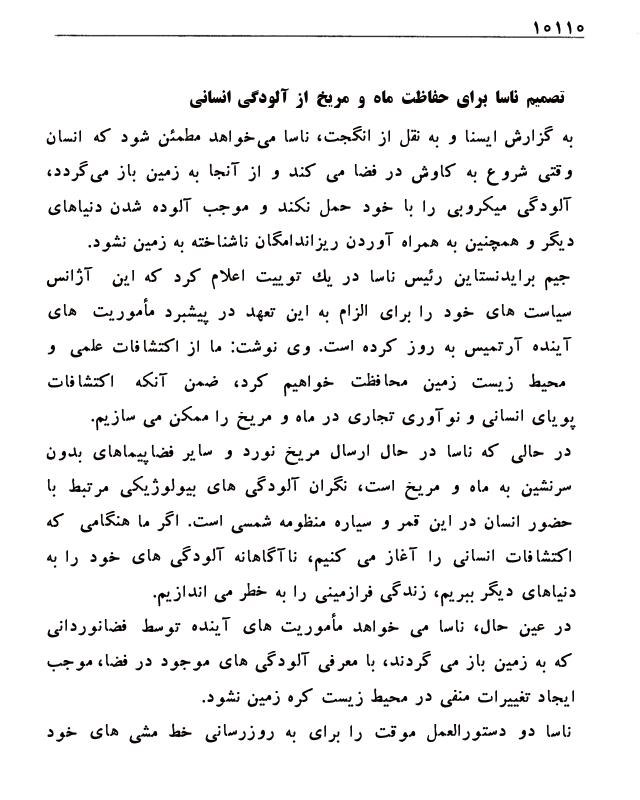 ۱۰۱۱۰
تصمیم ناسا برای حفاظت ماه و مریخ از آلودگی انسانی
به گزارش ایسنا و به نقل از انگجت، ناسا می‌خواهد مطمئن شود که انسان
وقتی شروع به کاوش در فضا می کند و از آنجا به زمین باز می‌گردد،
آلودگی میکروبی را با خود حمل نکند و موجب آلوده شدن دنیاهای
دیگر و همچنین به همراه آوردن ریزاندامگان ناشناخته به زمین نشود.
جیم برایدنستاین رئیس ناسا در یك توییت اعلام کرد که این آژانس
سیاست های خود را برای الزام به این تعهد در پیشبرد مأموریت های
آینده آرتمیس به روز کرده است. وی نوشت: ما از اکتشافات علمی و
محیط زیست زمین محافظت خواهیم کرد، ضمن آنکه اکتشافات
پویای انسانی و نوآوری تجاری در ماه و مریخ را ممکن می سازیم.
در حالی که ناسا در حال ارسال مریخ نورد و سایر فضاپیماهای بدون
سرنشین به ماه و مریخ است، نگران آلودگی های بیولوژیکی مرتبط با
حضور انسان در این قمر و سیاره منظومه شمسی است. اگر ما هنگامی که
اکتشافات انسانی را آغاز می کنیم، ناآگاهانه آلودگی های خود را به
دنیاهای دیگر ببریم، زندگی فرازمینی را به خطر می اندازیم.
در عین حال، ناسا می خواهد مأموریت های آینده توسط فضانوردانی
که به زمین باز می گردند، با معرفی آلودگی های موجود در فضا، موجب
ایجاد تغییرات منفی در محیط زیست کره زمین نشود.
ناسا دو دستورالعمل موقت را برای به روزرسانی خط مشی های خود